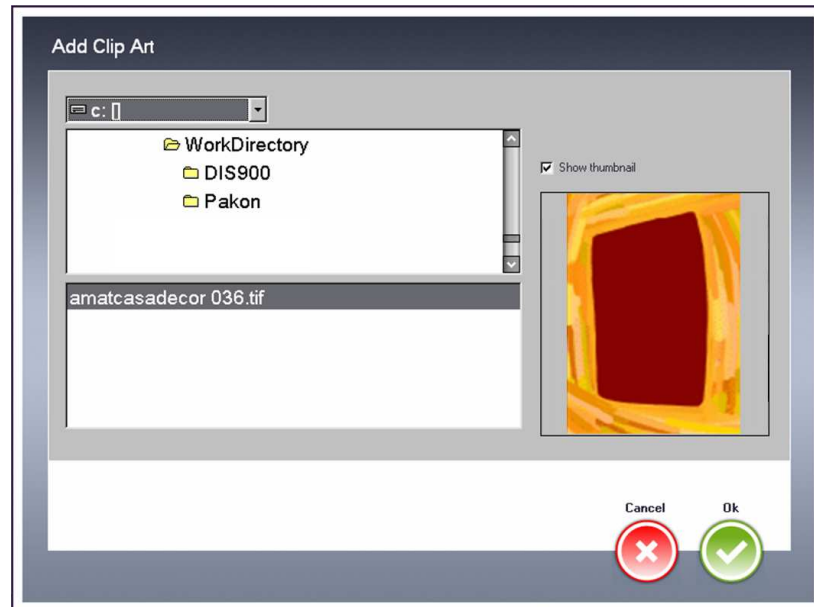 Add Clip Art
c: []
WorkDirectory
DIS900
Pakon
Show thumbnail
amatcasadecor 036.tif
Cancel
Ok